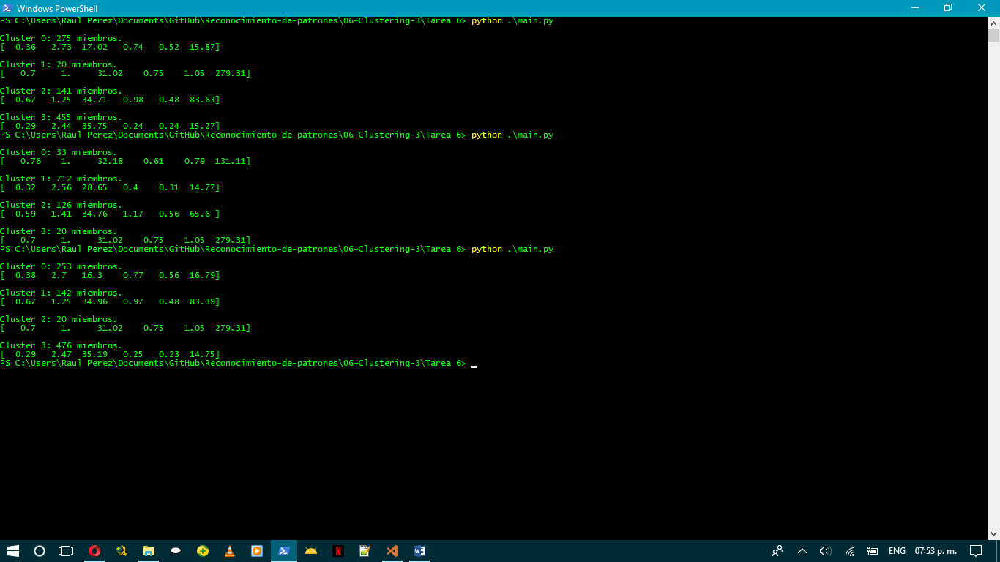 Windows PowerShell
PS C:\Users\Raul Perez\Documents\GitHub\Reconocimiento-de-patrones\06-Clustering-3\Tarea 6> python .\main.py
Cluster 0: 275 miembros.
[  0.36   2.73  17.02   0.74   0.52  15.87]
Cluster 1: 20 miembros.
[   0.7     1.     31.02    0.75    1.05  279.31]
Cluster 2: 141 miembros.
[  0.67   1.25  34.71   0.98   0.48  83.63]
Cluster 3: 455 miembros.
[  0.29   2.44  35.75   0.24   0.24  15.27]
PS C:\Users\Raul Perez\Documents\GitHub\Reconocimiento-de-patrones\06-Clustering-3\Tarea 6> python .\main.py
Cluster 0: 33 miembros.
[   0.76    1.     32.18    0.61    0.79  131.11]
Cluster 1: 712 miembros.
[  0.32   2.56  28.65   0.4    0.31  14.77]
Cluster 2: 126 miembros.
[  0.59   1.41  34.76   1.17   0.56  65.6 ]
Cluster 3: 20 miembros.
[   0.7     1.     31.02    0.75    1.05  279.31]
PS C:\Users\Raul Perez\Documents\GitHub\Reconocimiento-de-patrones\06-Clustering-3\Tarea 6> python .\main.py
Cluster 0: 253 miembros.
[  0.38   2.7   16.3    0.77   0.56  16.79]
Cluster 1: 142 miembros.
[  0.67   1.25  34.96   0.97   0.48  83.39]
Cluster 2: 20 miembros.
[   0.7     1.     31.02    0.75    1.05  279.31]
Cluster 3: 476 miembros.
[  0.29   2.47  35.19   0.25   0.23  14.75]
PS C:\Users\Raul Perez\Documents\GitHub\Reconocimiento-de-patrones\06-Clustering-3\Tarea 6>
ENG 07:53 p. m.